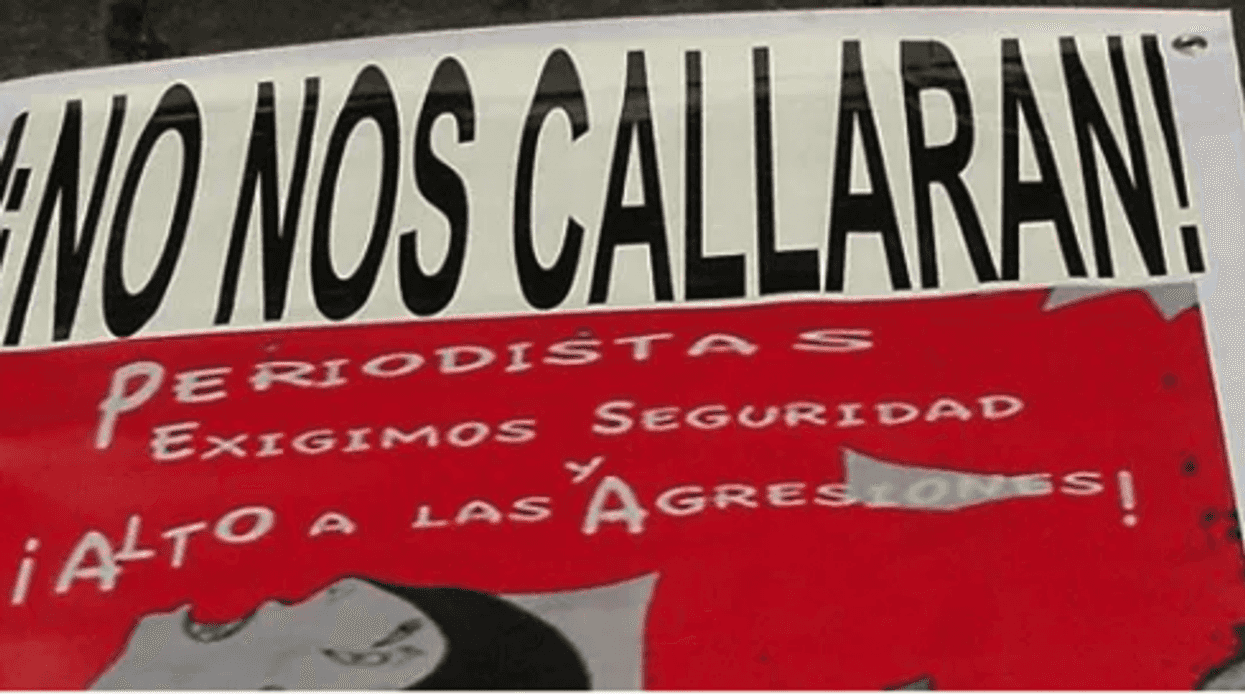 ¡NO NOS CALLARAN!
PERIODISTAS
EXIGIMOS SEGURIDAD
Y
¡ALTO A LAS AGRESIONES!